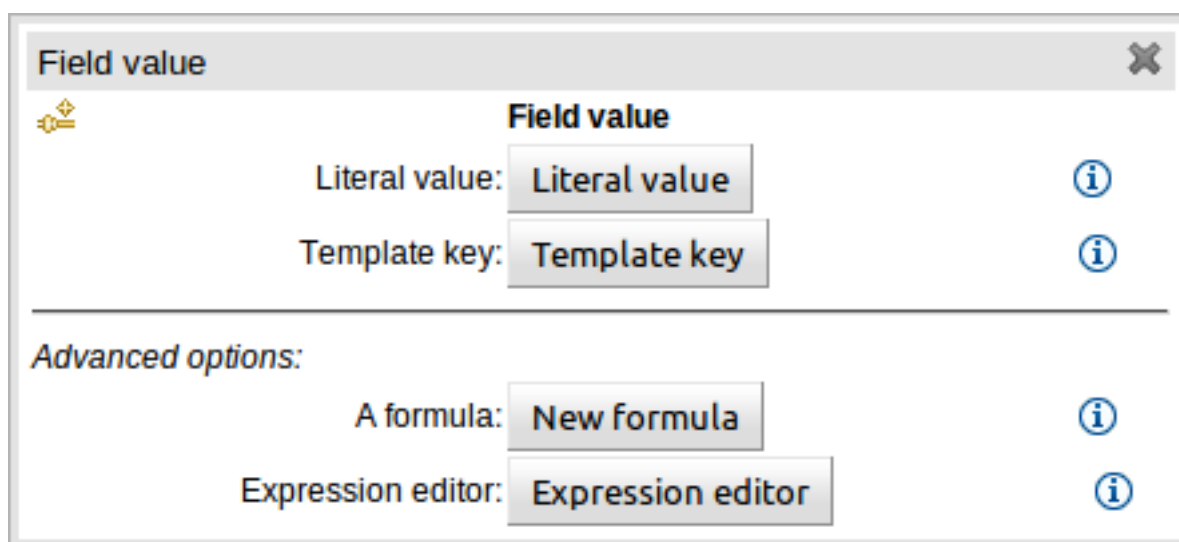 Field value
Field value
Literal value: Literal value
Template key: Template key
Advanced options:
A formula: New formula
Expression editor: Expression editor